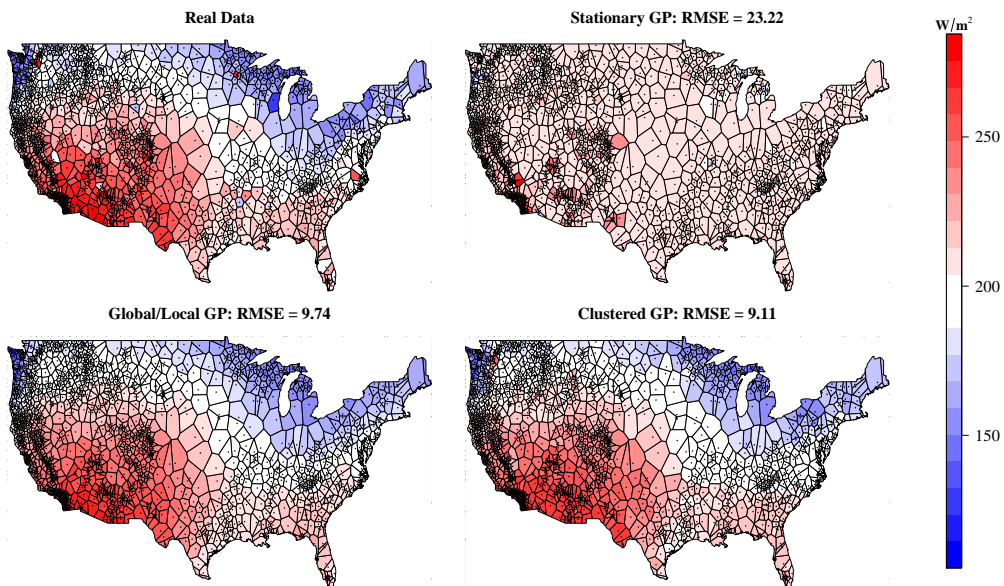 Real Data
Stationary GP: RMSE = 23.22
W/m²
250
200
150
Global/Local GP: RMSE = 9.74
Clustered GP: RMSE = 9.11